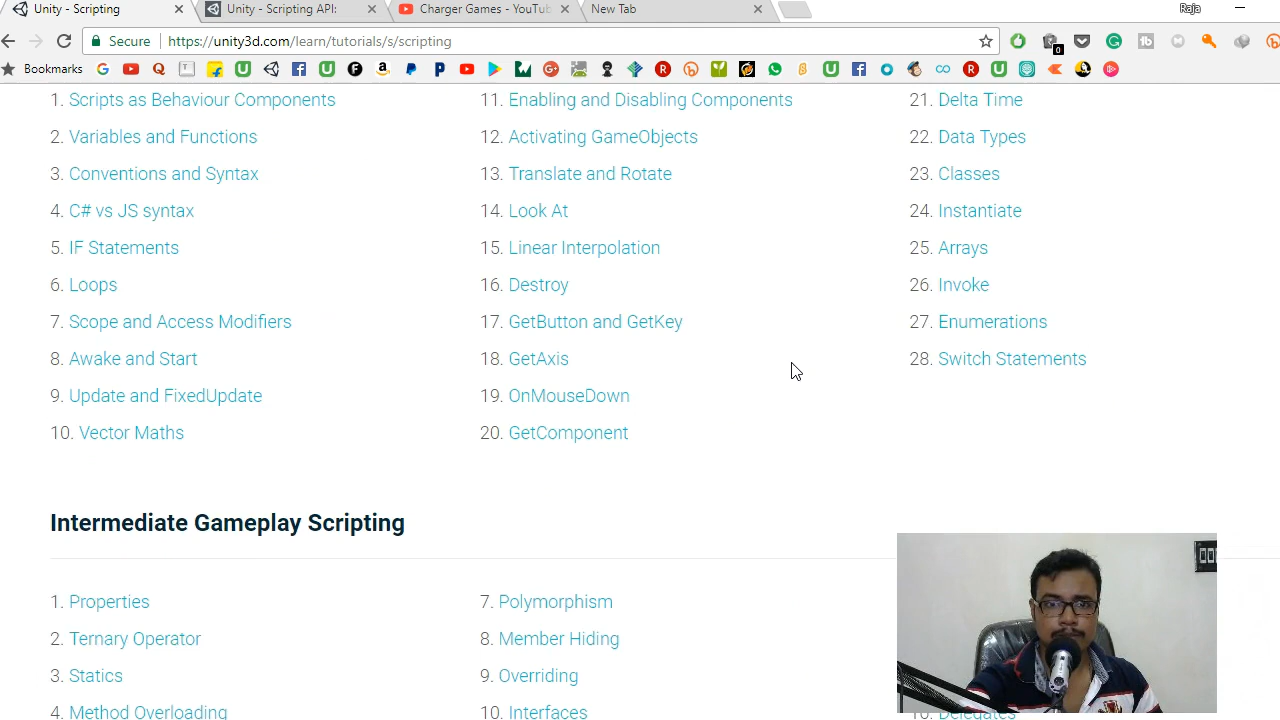 Unity - Scripting
Unity - Scripting API:
Charger Games - YouTub
New Tab
Raja
Secure
https://unity3d.com/learn/tutorials/s/scripting
Bookmarks
1. Scripts as Behaviour Components
2. Variables and Functions
3. Conventions and Syntax
4. C# vs JS syntax
5. IF Statements
6. Loops
7. Scope and Access Modifiers
8. Awake and Start
9. Update and FixedUpdate
10. Vector Maths
11. Enabling and Disabling Components
12. Activating GameObjects
13. Translate and Rotate
14. Look At
15. Linear Interpolation
16. Destroy
17. GetButton and GetKey
18. GetAxis
19. OnMouseDown
20. GetComponent
21. Delta Time
22. Data Types
23. Classes
24. Instantiate
25. Arrays
26. Invoke
27. Enumerations
28. Switch Statements
Intermediate Gameplay Scripting
1. Properties
2. Ternary Operator
3. Statics
4. Method Overloading
7. Polymorphism
8. Member Hiding
9. Overriding
10. Interfaces
16. Delegates